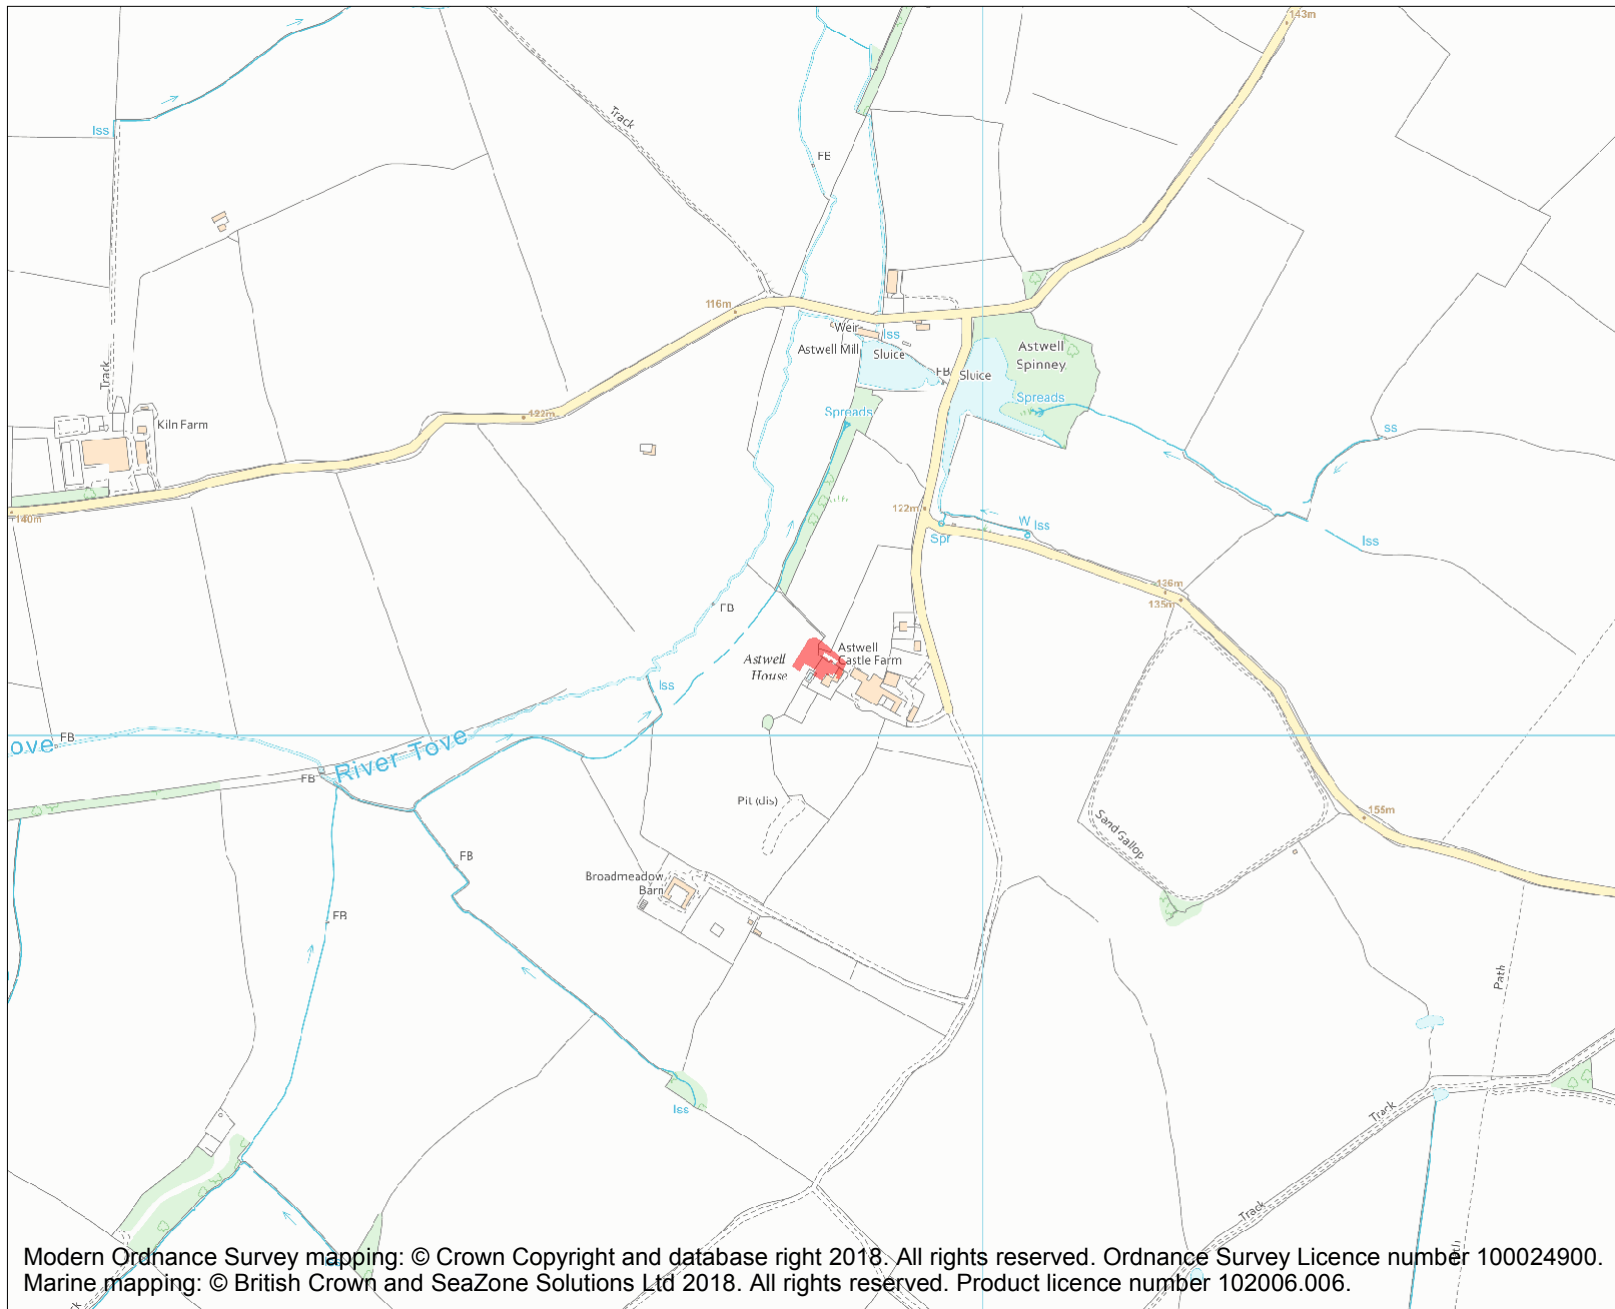 143m
Track
Iss
FB
116m
Weir
Iss
Astwell Mill
Sluice
Astwell
Spinney
FB
Sluice
Track
Spreads
Spreads
Kiln Farm
122m
ss
140m
122m
W
Iss
Spr
Iss
126m
135m
FB
Astwell
House
Astwell
Castle Farm
Iss
ove
FB
River Tove
FB
Pit (dis)
155m
Sand Gallop
FB
Broadmeadow
Barn
FB
Path
Iss
Track
Track
Modern Ordnance Survey mapping: © Crown Copyright and database right 2018. All rights reserved. Ordnance Survey Licence number 100024900.
Marine mapping: © British Crown and SeaZone Solutions Ltd 2018. All rights reserved. Product licence number 102006.006.